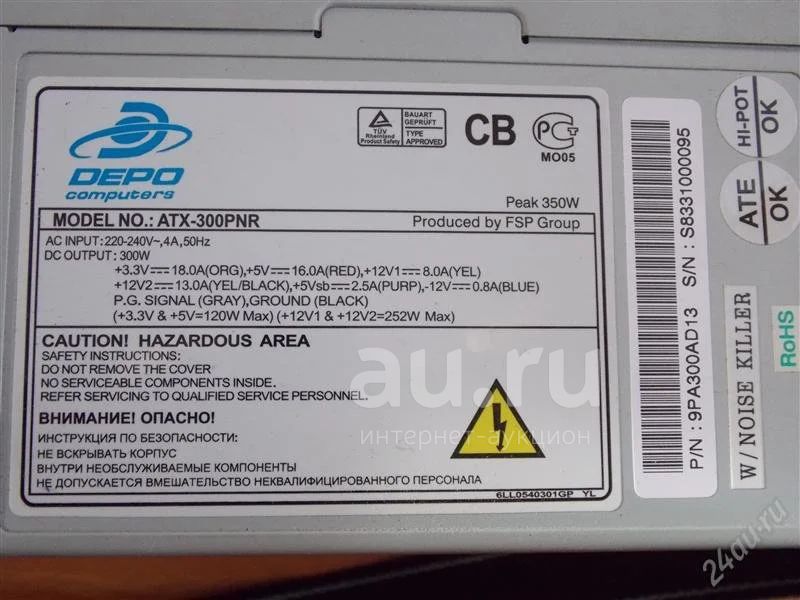 DEPO
computers
TÜV
Rheinland
Product Safety
BAUART
GEPRÜFT
TYPE
APPROVED
CB
PCT
MO05
Peak 350W
MODEL NO.: ATX-300PNR
Produced by FSP Group
AC INPUT: 220-240V~,4A,50Hz
DC OUTPUT: 300W
+3.3V⎓18.0A(ORG),+5V⎓16.0A(RED),+12V1⎓8.0A(YEL)
+12V2⎓13.0A(YEL/BLACK),+5Vsb⎓2.5A(PURP),-12V⎓0.8A(BLUE)
P.G. SIGNAL (GRAY),GROUND (BLACK)
(+3.3V & +5V=120W Max) (+12V1 & +12V2=252W Max)
CAUTION! HAZARDOUS AREA
SAFETY INSTRUCTIONS:
DO NOT REMOVE THE COVER
NO SERVICEABLE COMPONENTS INSIDE.
REFER SERVICING TO QUALIFIED SERVICE PERSONNEL.
ВНИМАНИЕ! ОПАСНО!
ИНСТРУКЦИЯ ПО БЕЗОПАСНОСТИ:
НЕ ВСКРЫВАТЬ КОРПУС
ВНУТРИ НЕОБСЛУЖИВАЕМЫЕ КОМПОНЕНТЫ
НЕ ДОПУСКАЕТСЯ ВМЕШАТЕЛЬСТВО НЕКВАЛИФИЦИРОВАННОГО ПЕРСОНАЛА
6LL0540301GP YL
au.ru
интернет-аукцион
P/N : 9PA300AD13 S/N : S8331000095
HI-POT
OK
ATE
OK
W/NOISE KILLER
RoHS
24au.ru